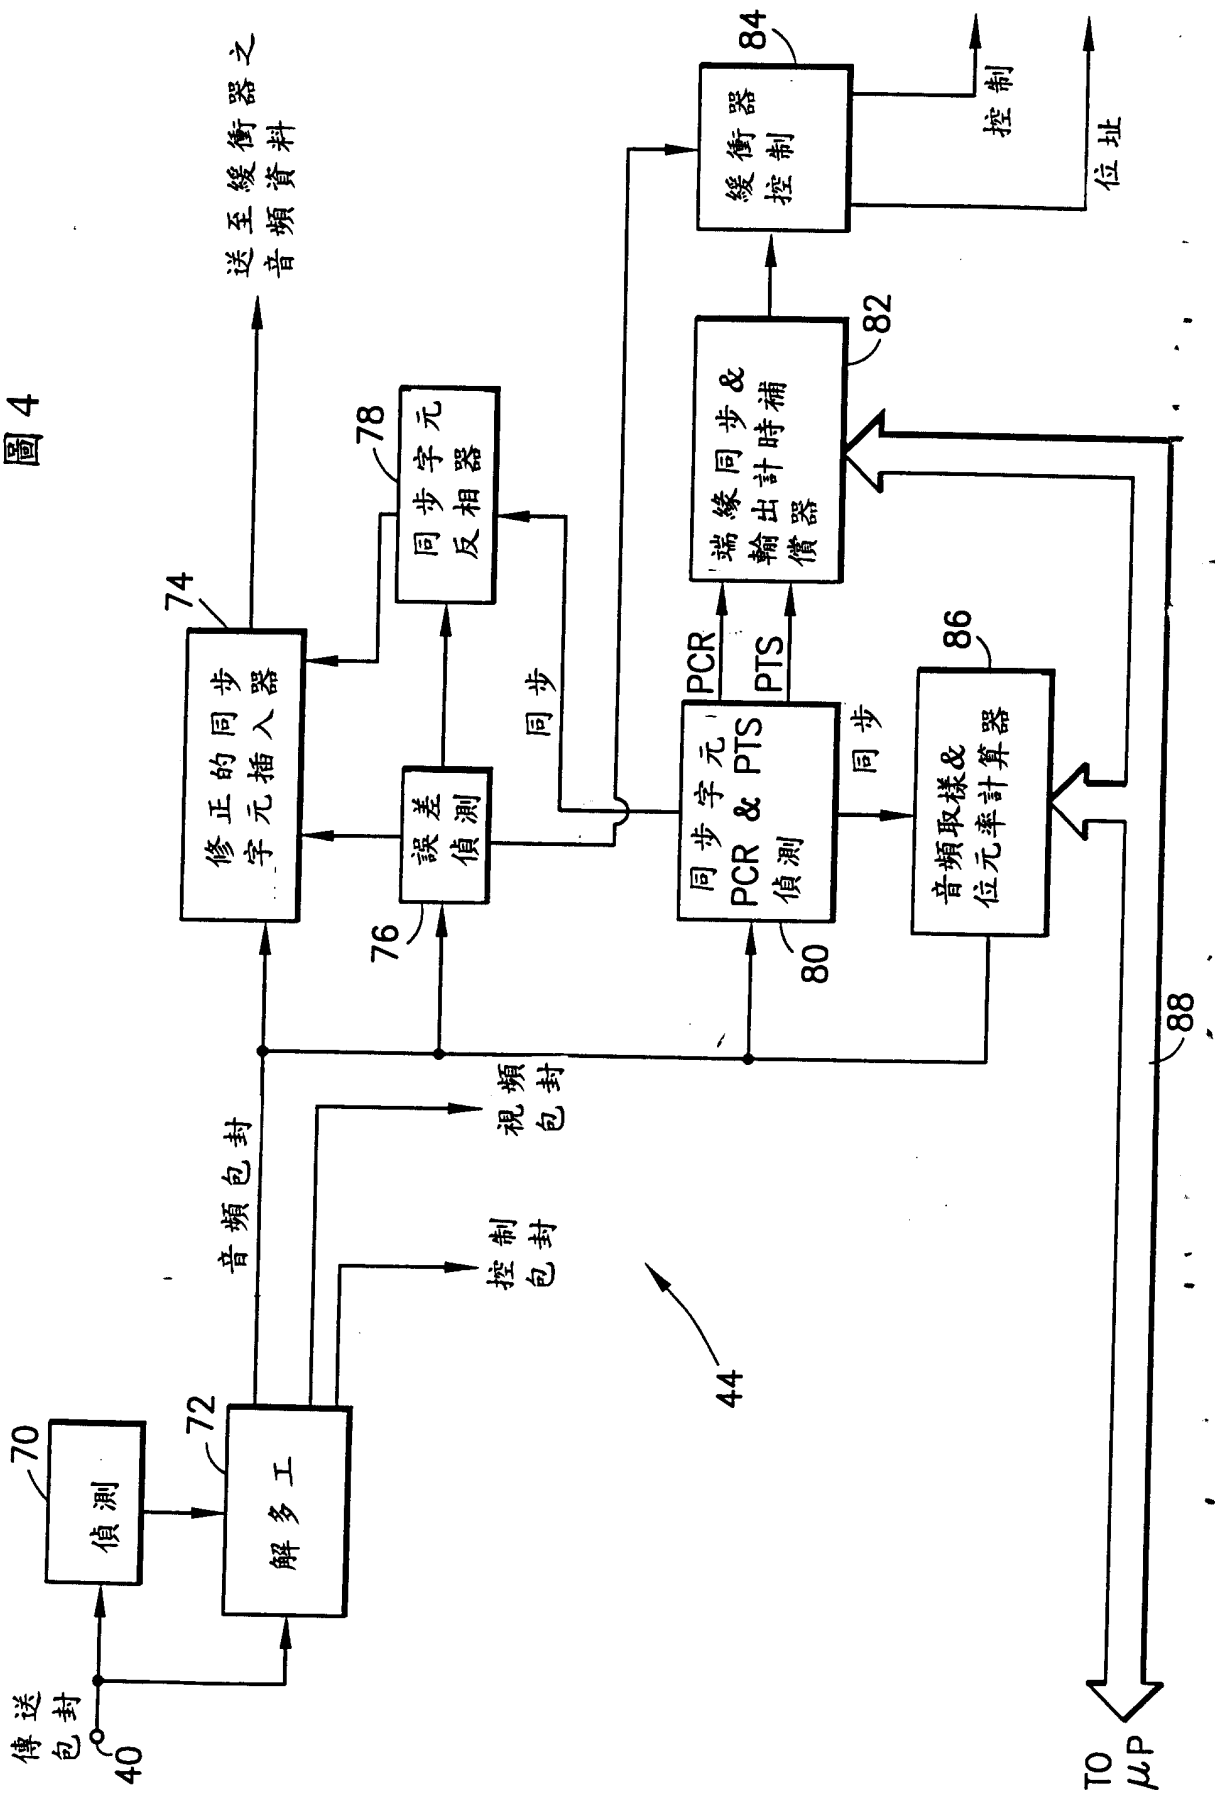 圖 4
傳送
包封
40
70
偵測
72
解多工
音頻包封
視頻
包封
控制
包封
44
74
修正的同步
字元插入器
送至緩衝器之
音頻資料
76
誤差
偵測
78
同步字元
反相器
同步
80
同步字元
PCR & PTS
偵測
PCR
PTS
同步
82
端緣同步&
輸出計時補
償器
84
緩衝器
控制
控制
位址
86
音頻取樣&
位元率計算器
88
TO
μP